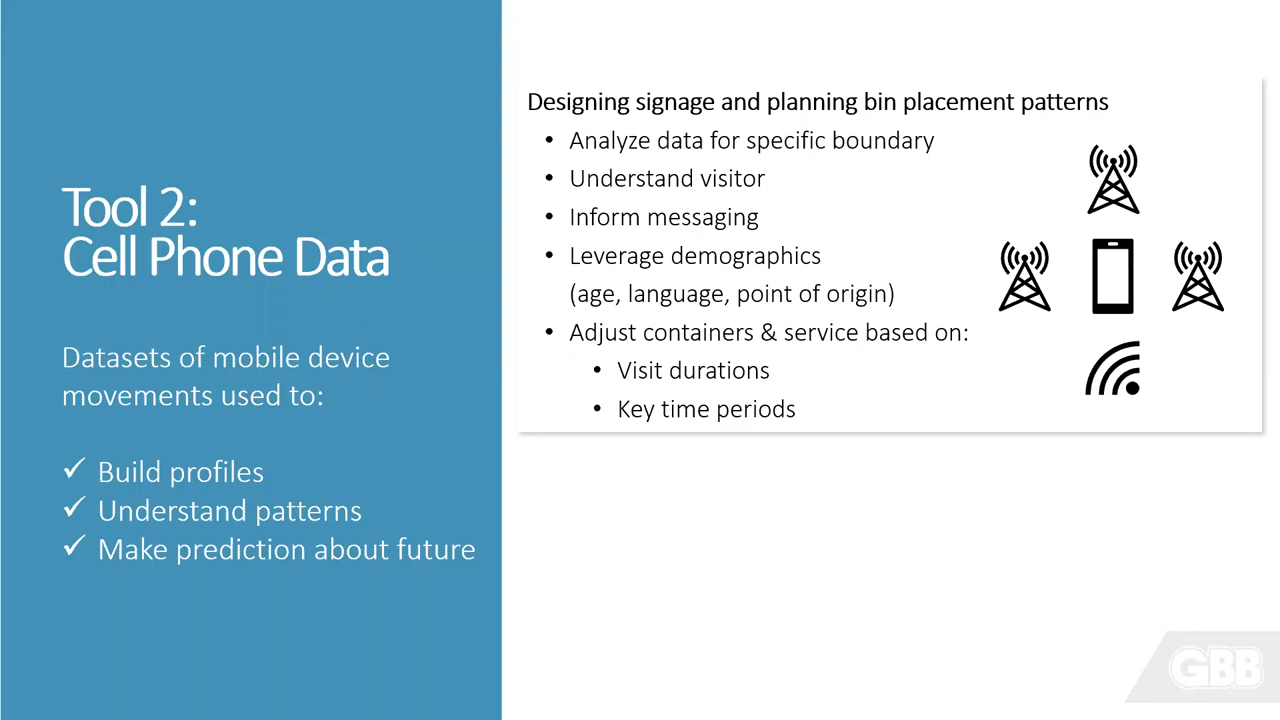 Tool 2:
Cell Phone Data
Datasets of mobile device
movements used to:
✓ Build profiles
✓ Understand patterns
✓ Make prediction about future
Designing signage and planning bin placement patterns
• Analyze data for specific boundary
• Understand visitor
• Inform messaging
• Leverage demographics
(age, language, point of origin)
• Adjust containers & service based on:
• Visit durations
• Key time periods
GBB